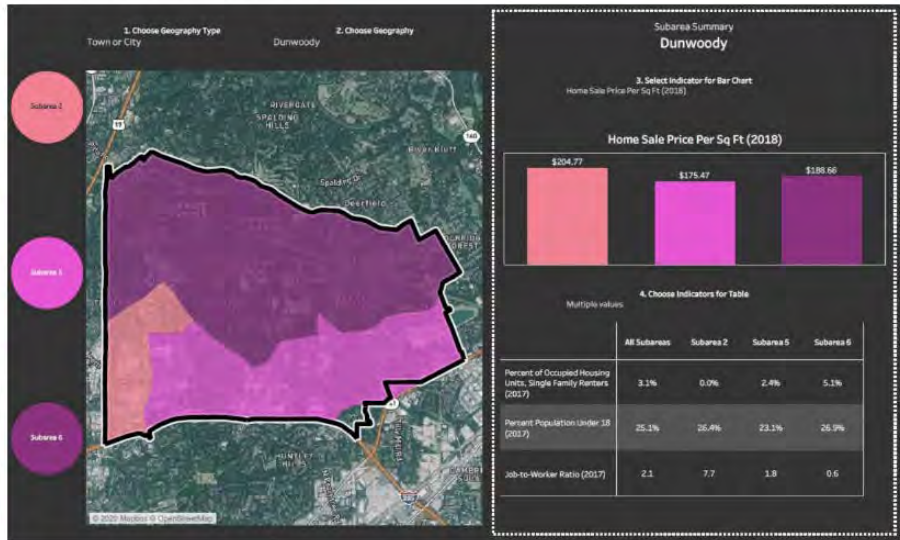 1. Choose Geography Type
Town or City
2. Choose Geography
Dunwoody
Subarea 2
Subarea 5
Subarea 6
RIVERGATE
SPALDING
HILLS
River Bluff
140
Spalding Dr
Deerfield
FOREST
HUNTLEY
HILLS
© 2020 Mapbox © OpenStreetMap
Subarea Summary
Dunwoody
3. Select Indicator for Bar Chart
Home Sale Price Per Sq Ft (2018)
Home Sale Price Per Sq Ft (2018)
$204.77
$175.47
$188.66
4. Choose Indicators for Table
Multiple values
All Subareas Subarea 2 Subarea 5 Subarea 6
Percent of Occupied Housing
Units, Single Family Renters
(2017)
3.1% 0.0% 2.4% 5.1%
Percent Population Under 18
(2017)
25.1% 26.4% 23.1% 26.9%
Job-to-Worker Ratio (2017) 2.1 7.7 1.8 0.6